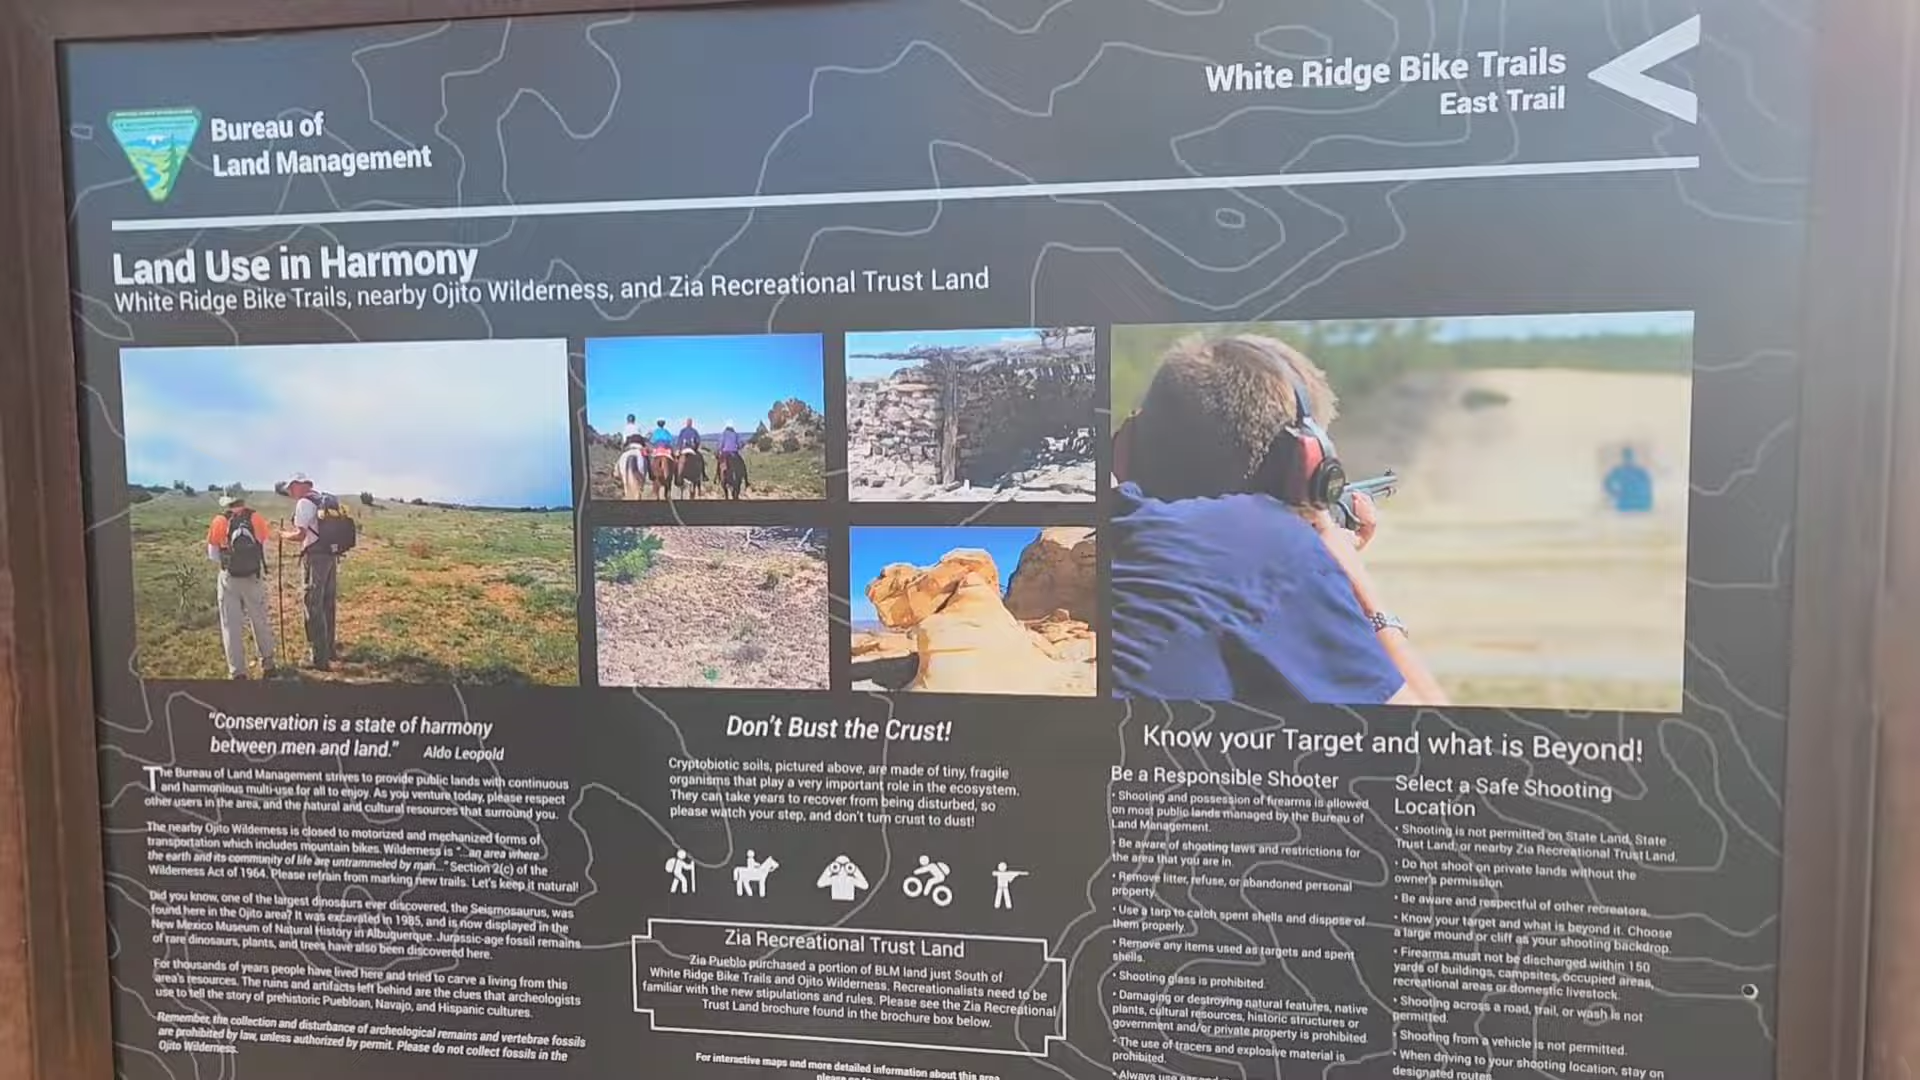 Bureau of
Land Management
White Ridge Bike Trails
East Trail
Land Use in Harmony
White Ridge Bike Trails, nearby Ojito Wilderness, and Zia Recreational Trust Land
"Conservation is a state of harmony
between men and land." Aldo Leopold
The Bureau of Land Management strives to provide public lands with continuous
and harmonious multi-use for all to enjoy. As you venture today, please respect
other users in the area, and the natural and cultural resources that surround you.
The nearby Ojito Wilderness is closed to motorized and mechanized forms of
transportation which includes mountain bikes. Wilderness is "...an area where
the earth and its community of life are untrammeled by man..." Section 2(c) of the
Wilderness Act of 1964. Please refrain from marking new trails. Let's keep it natural!
Did you know, one of the largest dinosaurs ever discovered, the Seismosaurus, was
found here in the Ojito area? It was excavated in 1985, and is now displayed in the
New Mexico Museum of Natural History in Albuquerque. Jurassic-age fossil remains
of rare dinosaurs, plants, and trees have also been discovered here.
For thousands of years people have lived here and tried to carve a living from this
area's resources. The ruins and artifacts left behind are the clues that archeologists
use to tell the story of prehistoric Puebloan, Navajo, and Hispanic cultures.
Remember, the collection and disturbance of archeological remains and vertebrate fossils
are prohibited by law, unless authorized by permit. Please do not collect fossils in the
Ojito Wilderness.
Don't Bust the Crust!
Cryptobiotic soils, pictured above, are made of tiny, fragile
organisms that play a very important role in the ecosystem.
They can take years to recover from being disturbed, so
please watch your step, and don't turn crust to dust!
Zia Recreational Trust Land
Zia Pueblo purchased a portion of BLM land just South of
White Ridge Bike Trails and Ojito Wilderness. Recreationalists need to be
familiar with the new stipulations and rules. Please see the Zia Recreational
Trust Land brochure found in the brochure box below.
For interactive maps and more detailed information about this area
please go to
Know your Target and what is Beyond!
Be a Responsible Shooter
• Shooting and possession of firearms is allowed
on most public lands managed by the Bureau of
Land Management.
• Be aware of shooting laws and restrictions for
the area that you are in.
• Remove litter, refuse, or abandoned personal
property.
• Use a tarp to catch spent shells and dispose of
them properly.
• Remove any items used as targets and spent
shells.
• Shooting glass is prohibited.
• Damaging or destroying natural features, native
plants, cultural resources, historic structures or
government and/or private property is prohibited.
• The use of tracers and explosive material is
prohibited.
• Always use
Select a Safe Shooting
Location
• Shooting is not permitted on State Land, State
Trust Land, or nearby Zia Recreational Trust Land.
• Do not shoot on private lands without the
owner's permission.
• Be aware and respectful of other recreators.
• Know your target and what is beyond it. Choose
a large mound or cliff as your shooting backdrop.
• Firearms must not be discharged within 150
yards of buildings, campsites, occupied areas,
recreational areas or domestic livestock.
• Shooting across a road, trail, or wash is not
permitted.
• Shooting from a vehicle is not permitted.
• When driving to your shooting location, stay on
designated routes.